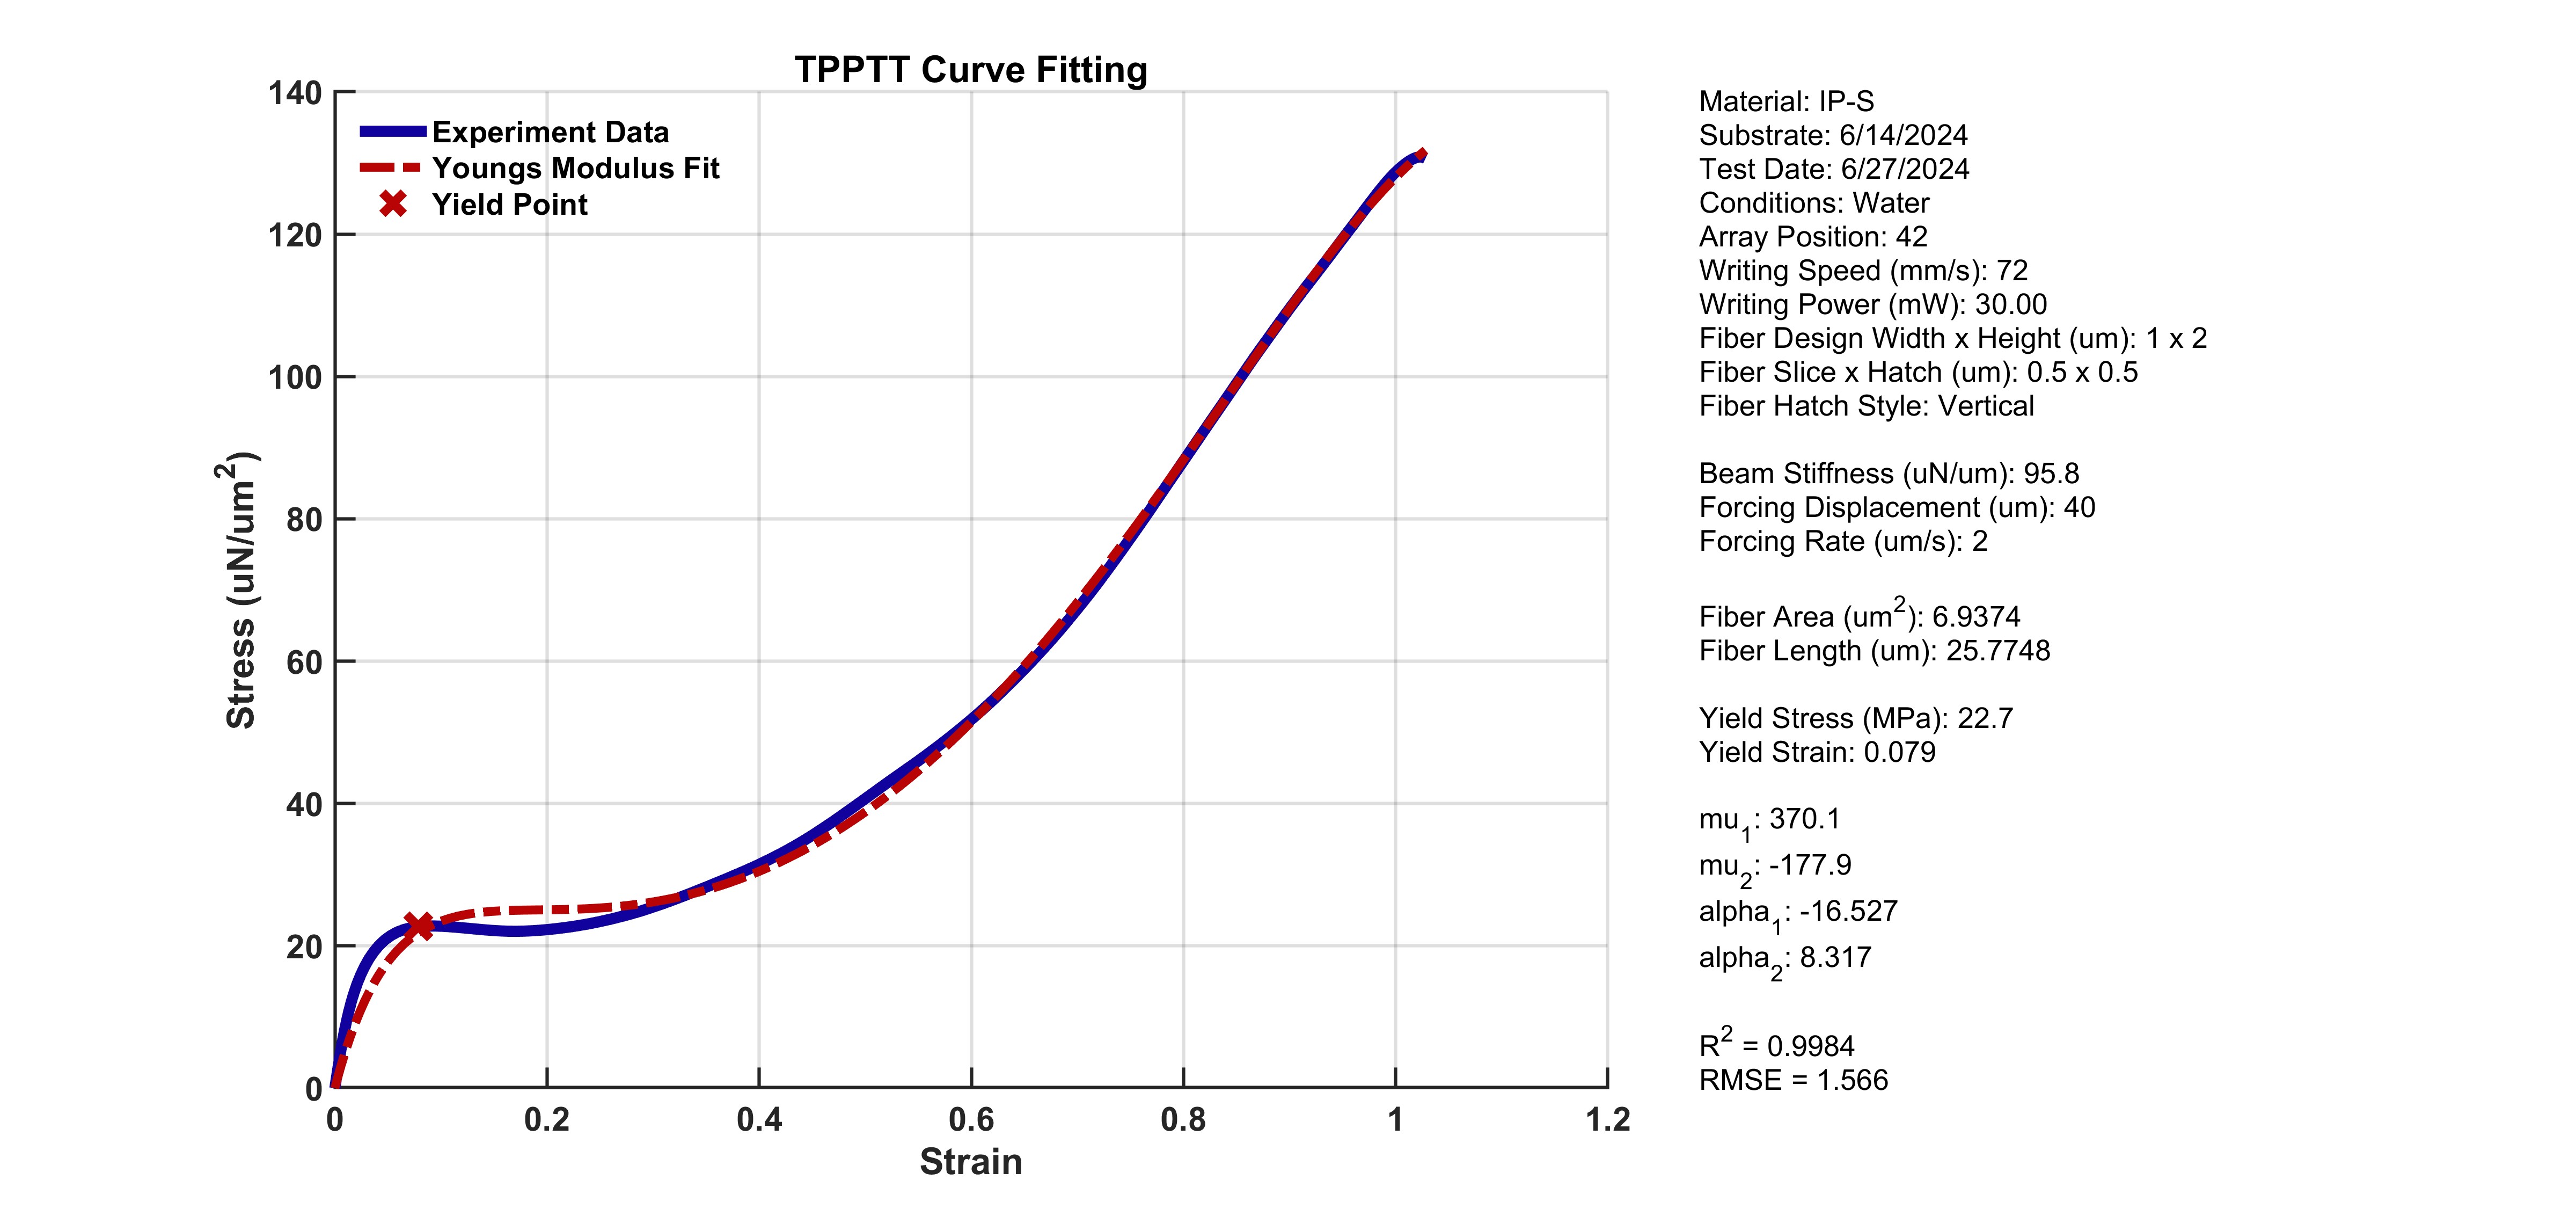 TPPTT Curve Fitting
140
120
100
80
60
40
20
0
Stress (uN/um²)
Experiment Data
Youngs Modulus Fit
Yield Point
0 0.2 0.4 0.6 0.8 1 1.2
Strain
Material: IP-S
Substrate: 6/14/2024
Test Date: 6/27/2024
Conditions: Water
Array Position: 42
Writing Speed (mm/s): 72
Writing Power (mW): 30.00
Fiber Design Width x Height (um): 1 x 2
Fiber Slice x Hatch (um): 0.5 x 0.5
Fiber Hatch Style: Vertical
Beam Stiffness (uN/um): 95.8
Forcing Displacement (um): 40
Forcing Rate (um/s): 2
Fiber Area (um²): 6.9374
Fiber Length (um): 25.7748
Yield Stress (MPa): 22.7
Yield Strain: 0.079
mu₁: 370.1
mu₂: -177.9
alpha₁: -16.527
alpha₂: 8.317
R² = 0.9984
RMSE = 1.566